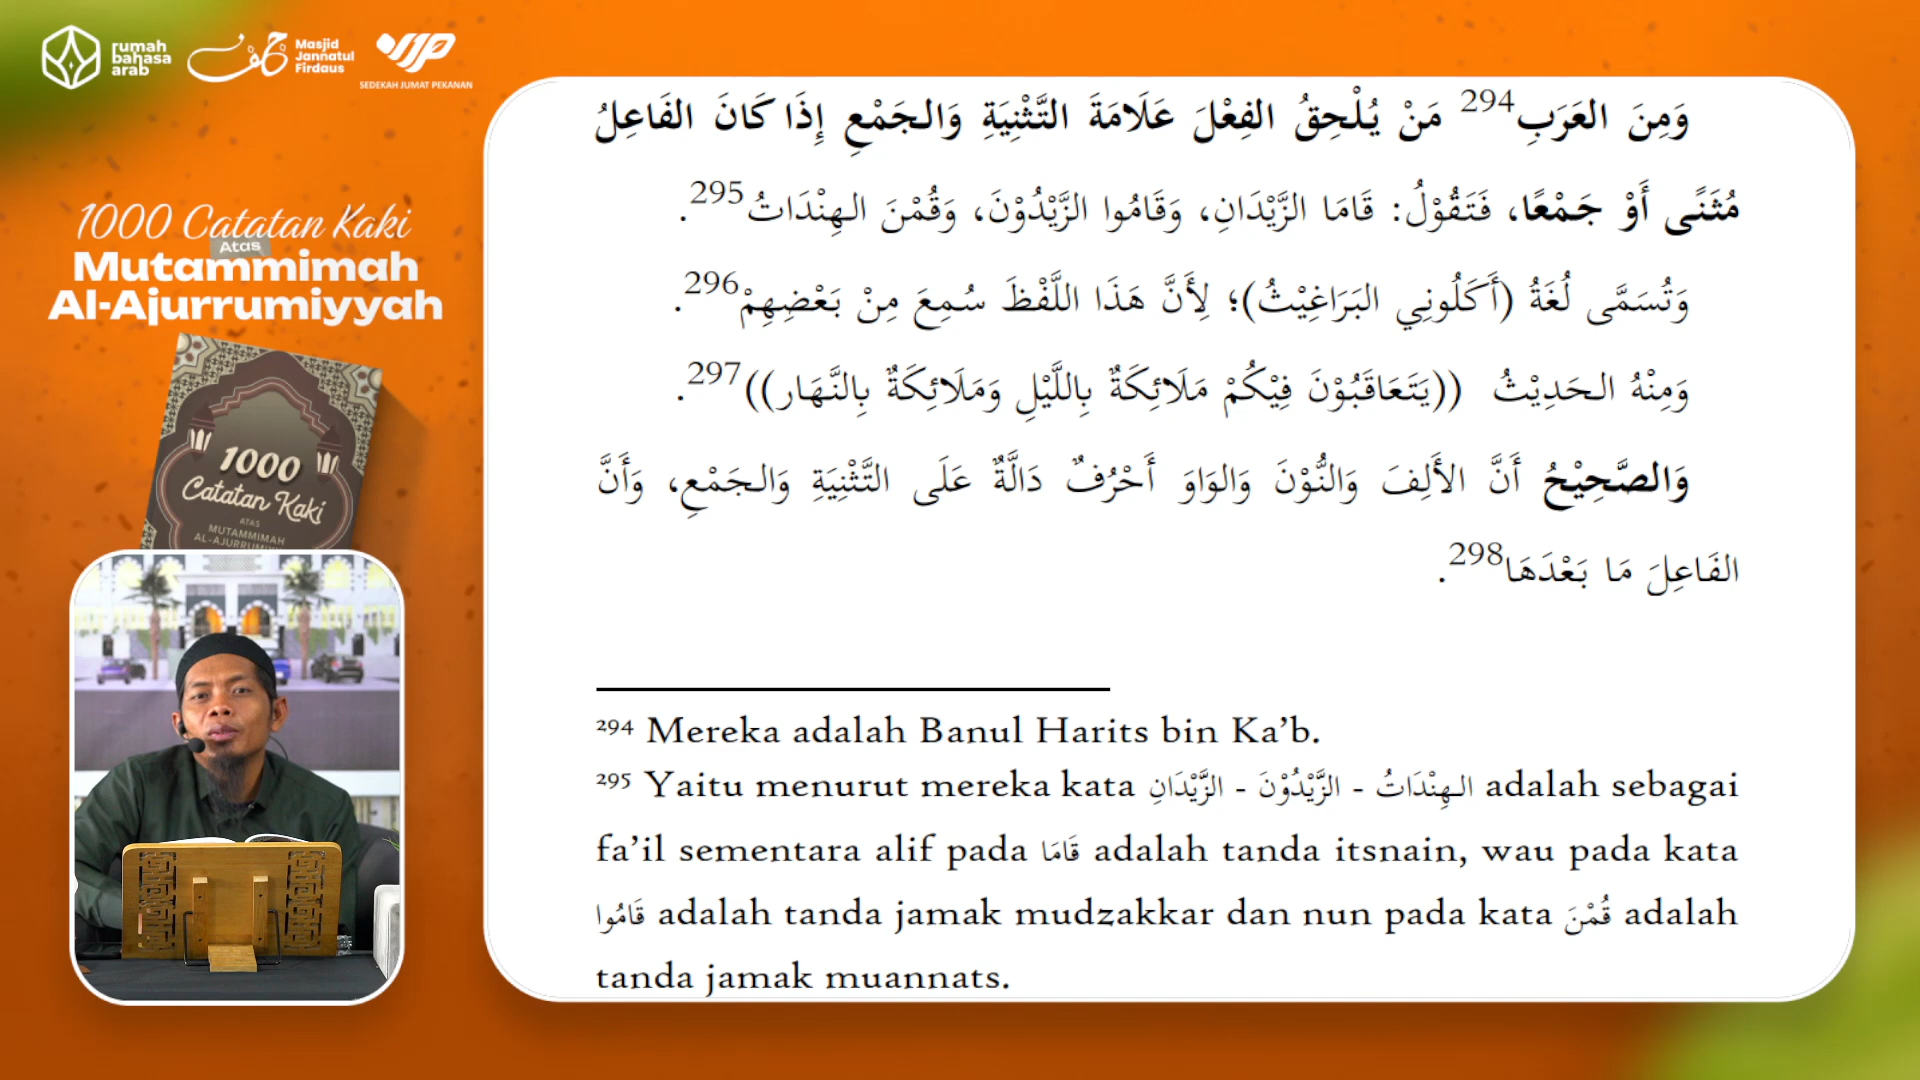 rumah
bahasa
arab
Masjid
Jannatul
Firdaus
VJP
SEDEKAH JUMAT PEKANAN
1000 Catatan Kaki
Atas
Mutammimah
Al-Ajurrumiyyah
1000
Catatan Kaki
ATAS
MUTAMMIMAH
وَمِنَ العَرَبِ294 مَنْ يُلْحِقُ الفِعْلَ عَلَامَةَ التَّثْنِيَةِ وَالجَمْعِ إِذَا كَانَ الفَاعِلُ
مُثَنًّى أَوْ جَمْعًا، فَتَقُوْلُ: قَامَا الزَّيْدَانِ، وَقَامُوا الزَّيْدُوْنَ، وَقُمْنَ الهِنْدَاتُ295.
وَتُسَمَّى لُغَةُ (أَكَلُونِي البَرَاغِيْثُ)؛ لِأَنَّ هَذَا اللَّفْظَ سُمِعَ مِنْ بَعْضِهِمْ296.
وَمِنْهُ الحَدِيْثُ ((يَتَعَاقَبُوْنَ فِيْكُمْ مَلَائِكَةٌ بِاللَّيْلِ وَمَلَائِكَةٌ بِالنَّهَار))297.
وَالصَّحِيْحُ أَنَّ الأَلِفَ وَالنُّوْنَ وَالوَاوَ أَحْرُفٌ دَالَّةٌ عَلَى التَّثْنِيَةِ وَالجَمْعِ، وَأَنَّ
الفَاعِلَ مَا بَعْدَهَا298.
294 Mereka adalah Banul Harits bin Ka’b.
295 Yaitu menurut mereka kata الزَّيْدَانِ - الزَّيْدُوْنَ - الهِنْدَاتُ adalah sebagai
fa’il sementara alif pada قَامَا adalah tanda itsnain, wau pada kata
قَامُوا adalah tanda jamak mudzakkar dan nun pada kata قُمْنَ adalah
tanda jamak muannats.